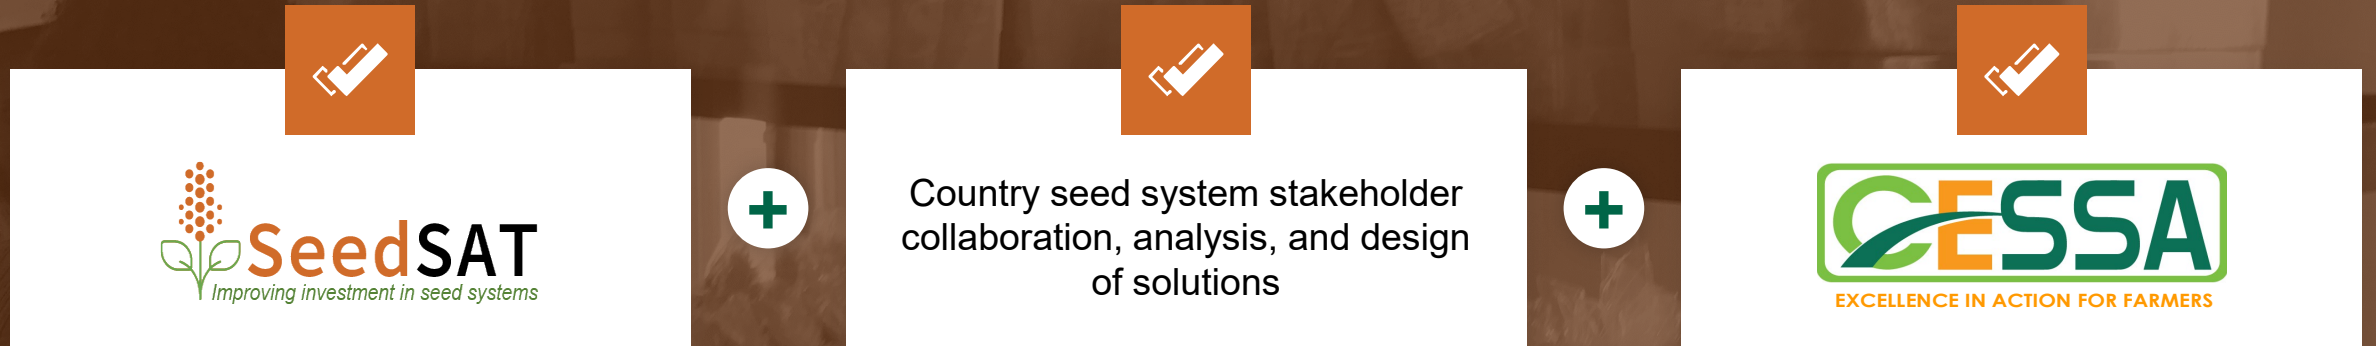 SeedSAT
Improving investment in seed systems
Country seed system stakeholder
collaboration, analysis, and design
of solutions
CESSA
EXCELLENCE IN ACTION FOR FARMERS